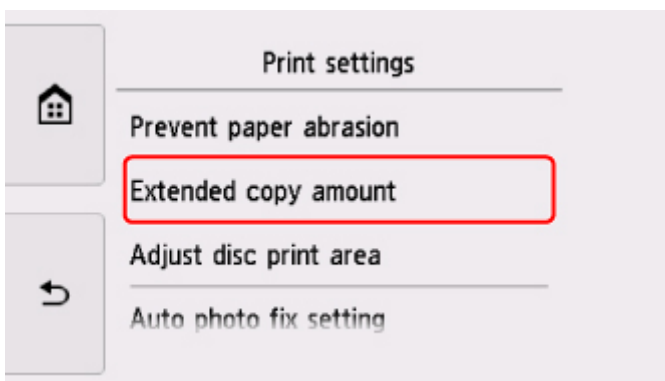 Print settings
Prevent paper abrasion
Extended copy amount
Adjust disc print area
Auto photo fix setting